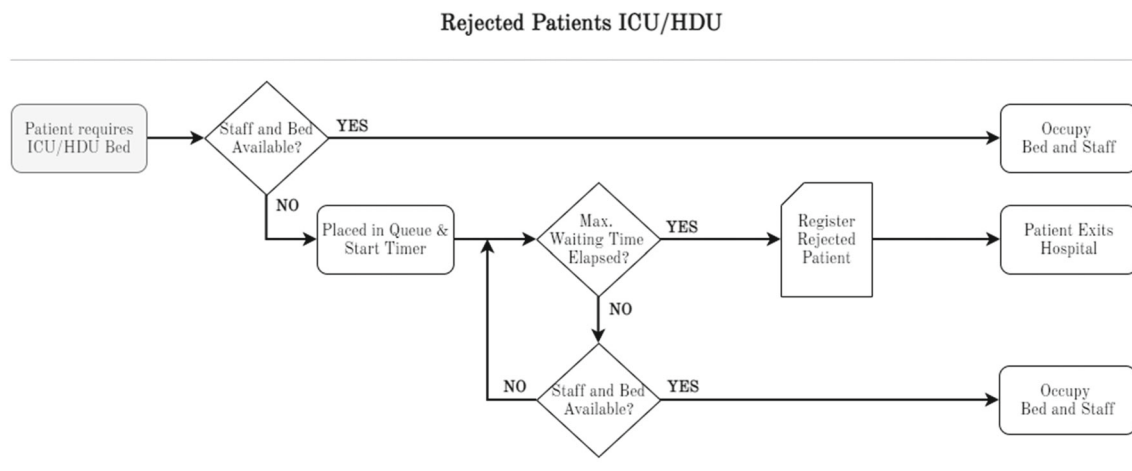 Rejected Patients ICU/HDU
Patient requires
ICU/HDU Bed
Staff and Bed
Available?
YES
Occupy
Bed and Staff
NO
Placed in Queue &
Start Timer
Max.
Waiting Time
Elapsed?
YES
Register
Rejected
Patient
Patient Exits
Hospital
NO
Staff and Bed
Available?
NO
YES
Occupy
Bed and Staff